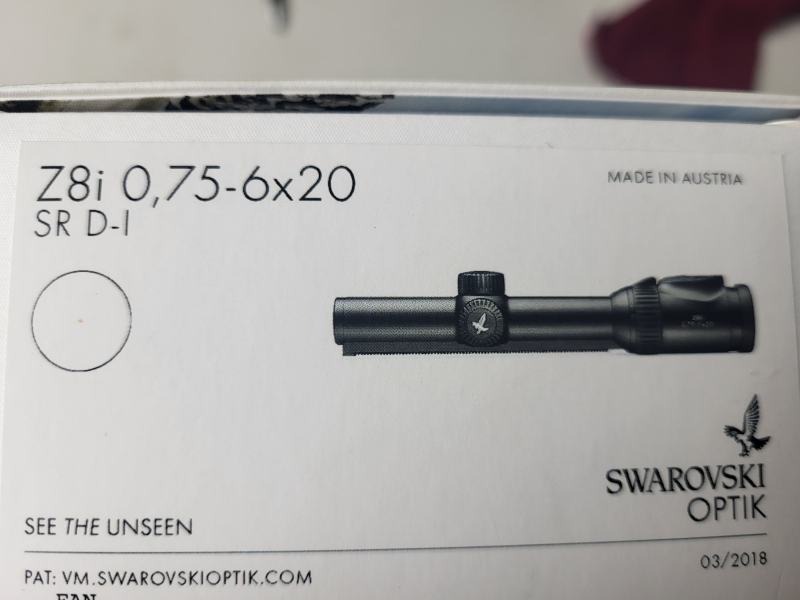 Z8i 0,75-6x20
SR D-I
MADE IN AUSTRIA
SWAROVSKI
OPTIK
SEE THE UNSEEN
03/2018
PAT: VM.SWAROVSKIOPTIK.COM